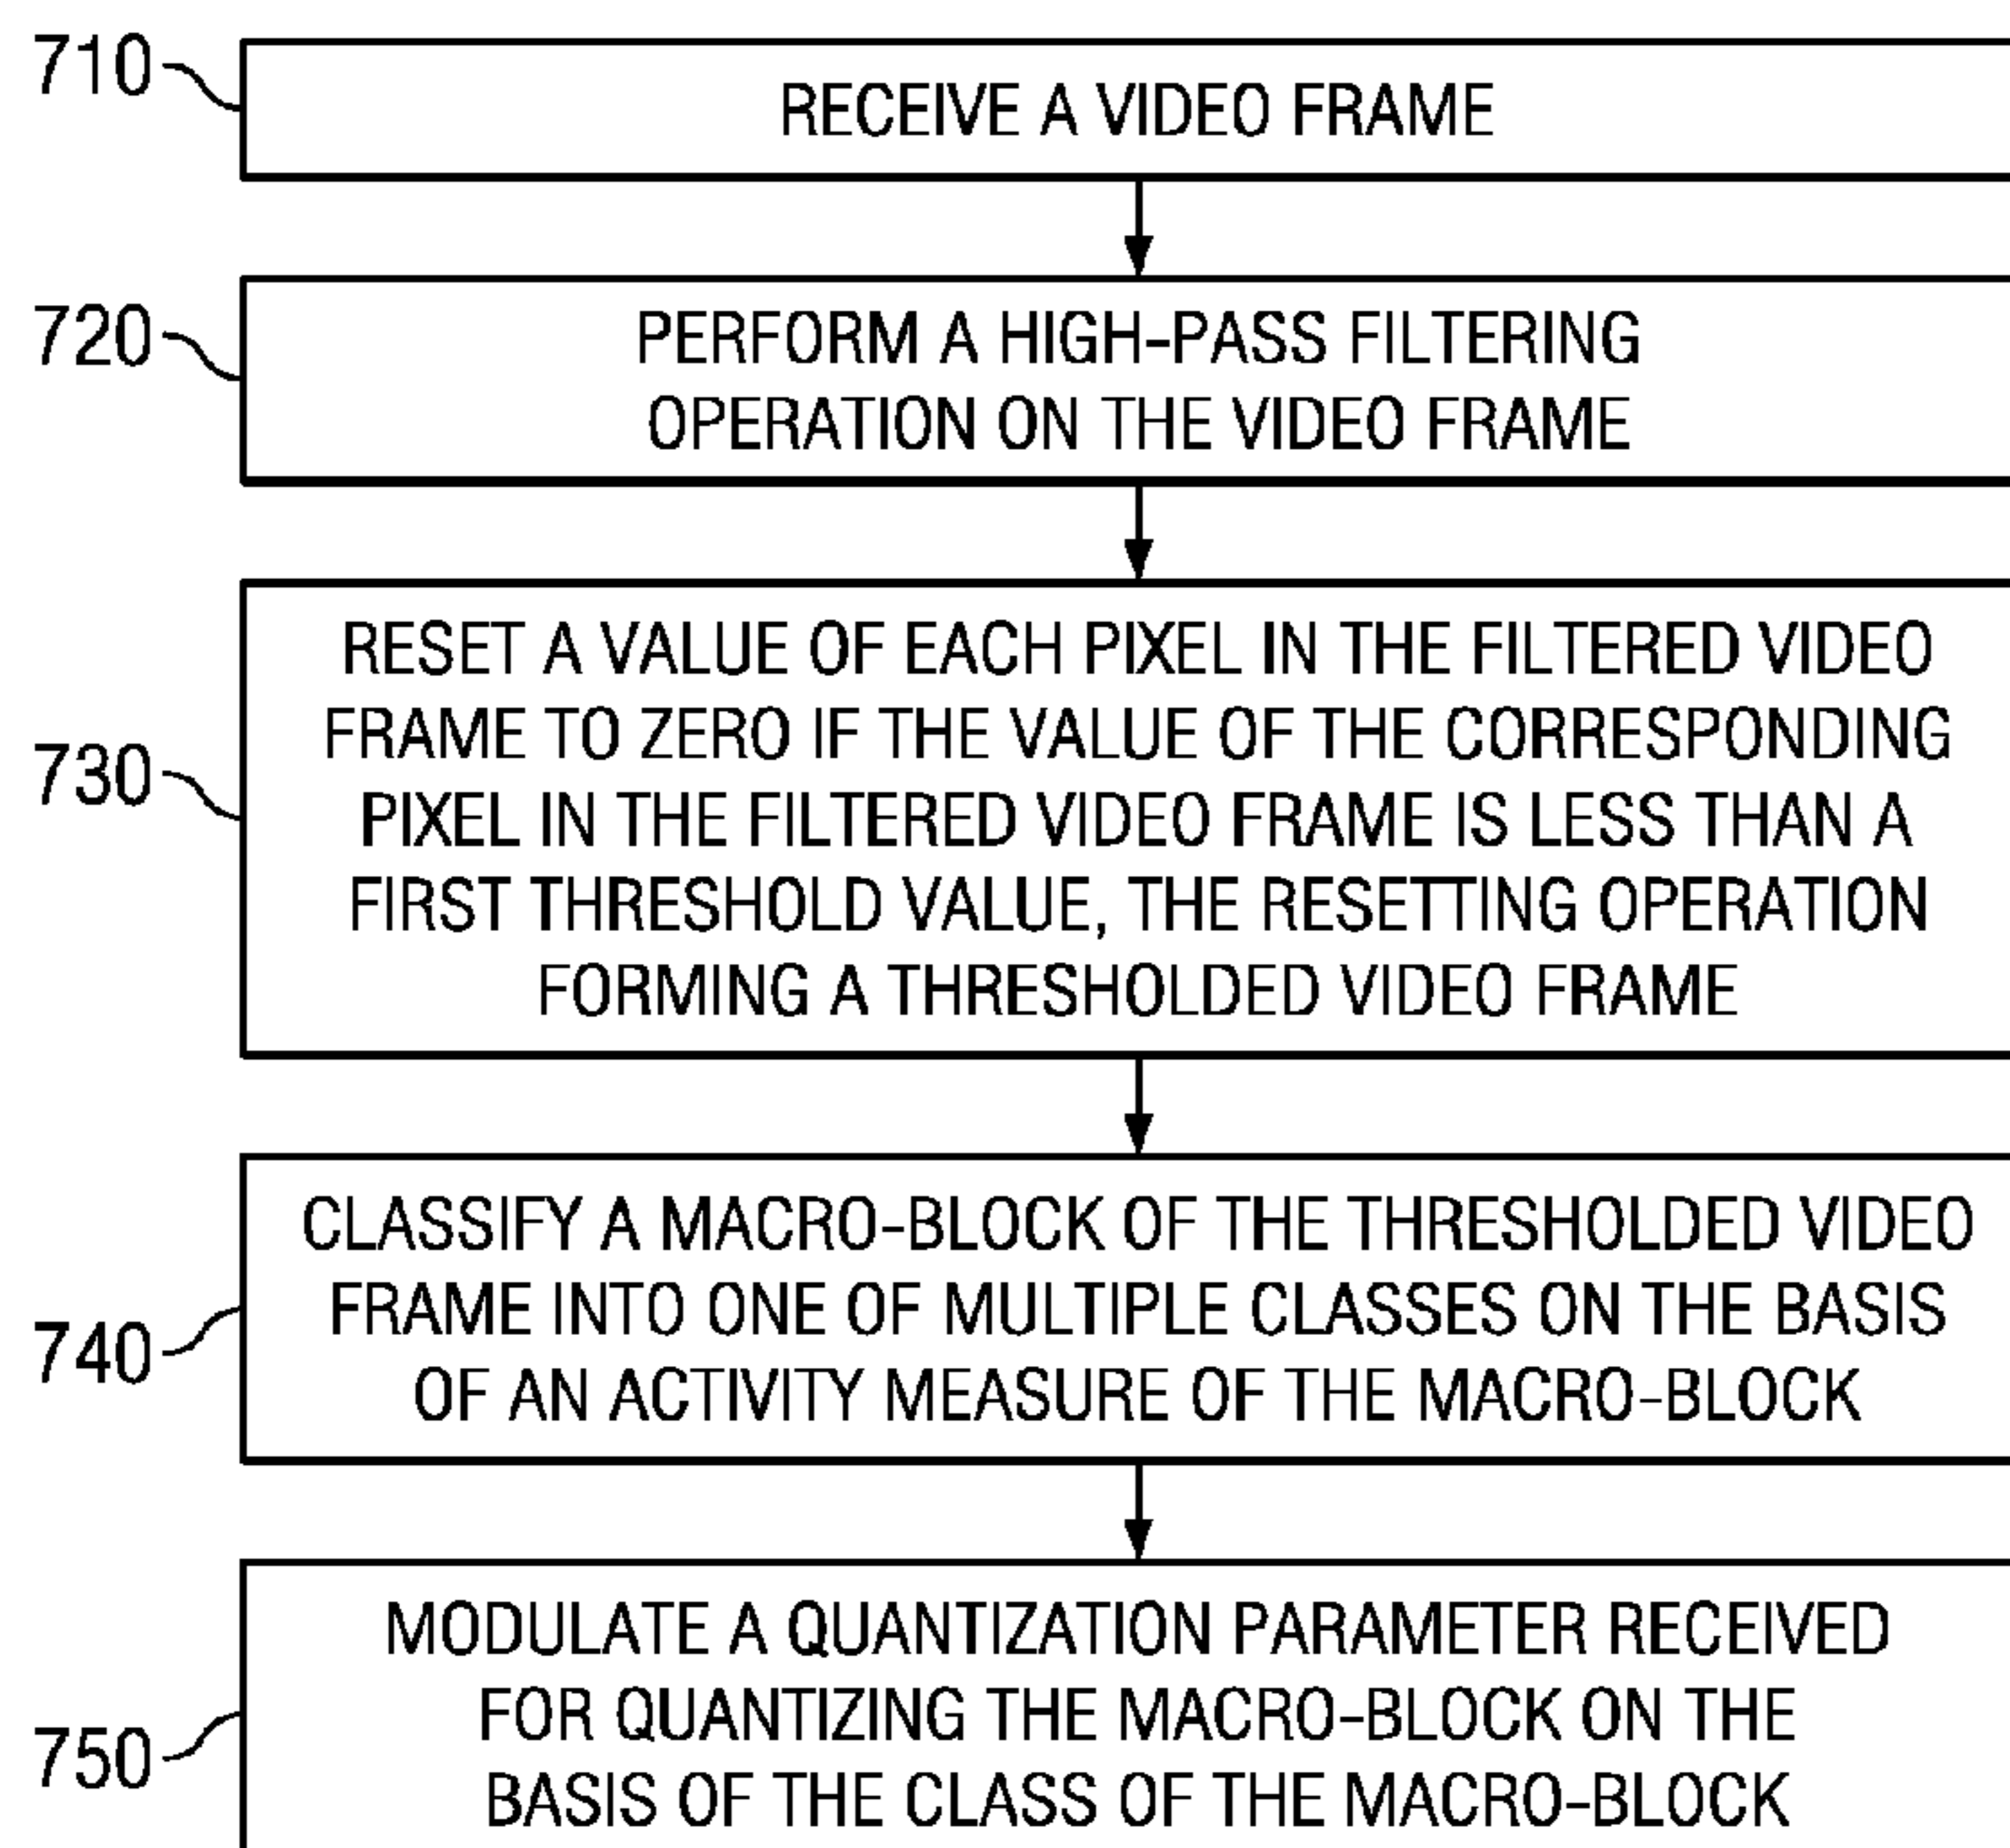 710
RECEIVE A VIDEO FRAME
720
PERFORM A HIGH-PASS FILTERING
OPERATION ON THE VIDEO FRAME
730
RESET A VALUE OF EACH PIXEL IN THE FILTERED VIDEO
FRAME TO ZERO IF THE VALUE OF THE CORRESPONDING
PIXEL IN THE FILTERED VIDEO FRAME IS LESS THAN A
FIRST THRESHOLD VALUE, THE RESETTING OPERATION
FORMING A THRESHOLDED VIDEO FRAME
740
CLASSIFY A MACRO-BLOCK OF THE THRESHOLDED VIDEO
FRAME INTO ONE OF MULTIPLE CLASSES ON THE BASIS
OF AN ACTIVITY MEASURE OF THE MACRO-BLOCK
750
MODULATE A QUANTIZATION PARAMETER RECEIVED
FOR QUANTIZING THE MACRO-BLOCK ON THE
BASIS OF THE CLASS OF THE MACRO-BLOCK